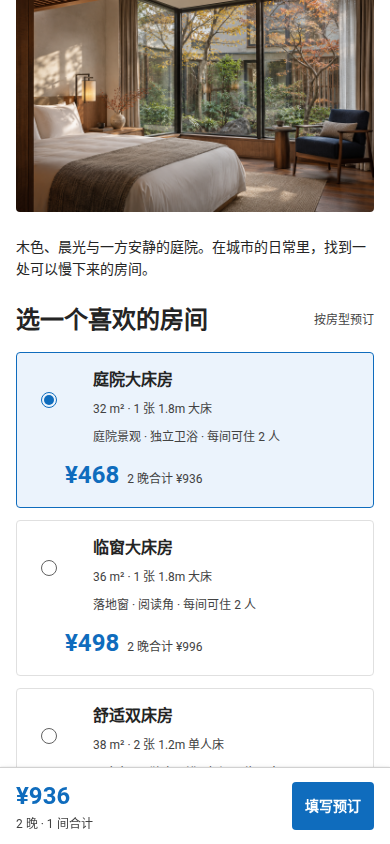 木色、晨光与一方安静的庭院。在城市的日常里，找到一
处可以慢下来的房间。
选一个喜欢的房间
按房型预订
庭院大床房
32 m² · 1 张 1.8m 大床
庭院景观 · 独立卫浴 · 每间可住 2 人
¥468 2 晚合计 ¥936
临窗大床房
36 m² · 1 张 1.8m 大床
落地窗 · 阅读角 · 每间可住 2 人
¥498 2 晚合计 ¥996
舒适双床房
38 m² · 2 张 1.2m 单人床
¥936
2 晚 · 1 间合计
填写预订